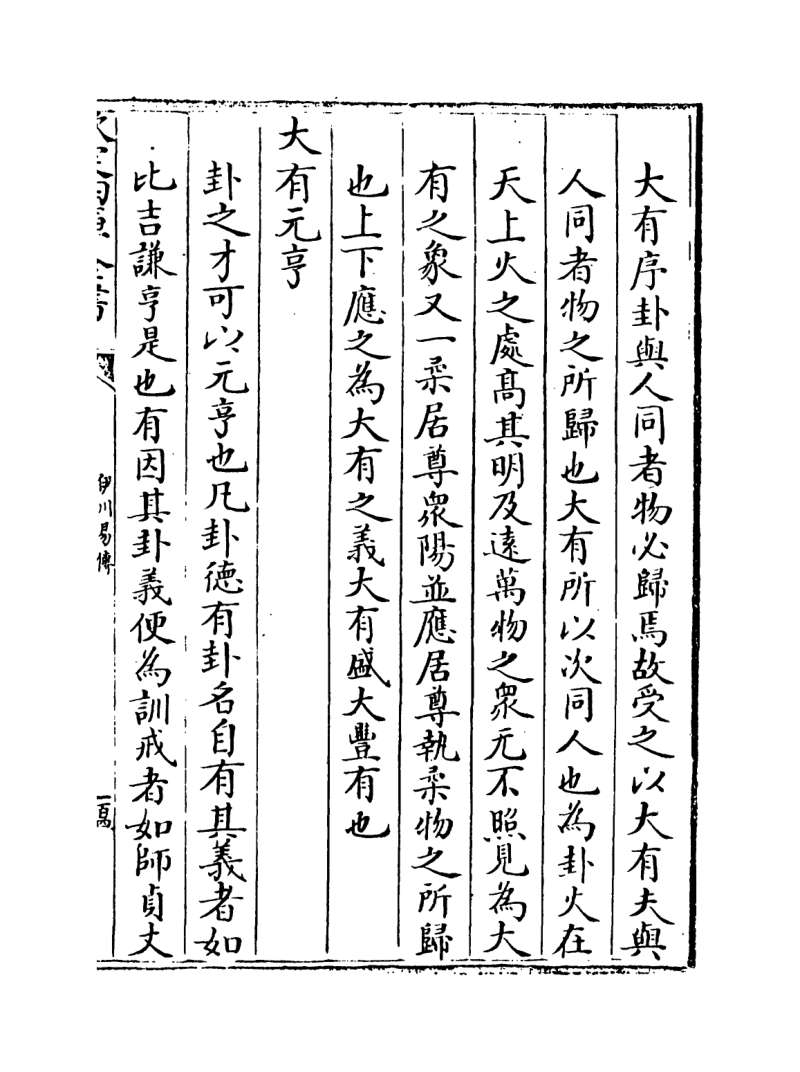 大有序卦與人同者物必歸焉故受之以大有夫與
人同者物之所歸也大有所以次同人也為卦火在
天上火之處髙其明及遠萬物之衆元不照見為大
有之象又一柔居尊衆陽並應居尊執柔物之所歸
也上下應之為大有之義大有盛大豐有也
大有元亨
卦之才可以元亨也凡卦德有卦名自有其義者如
比吉謙亨是也有因其卦義便為訓戒者如師貞丈
伊川易傳